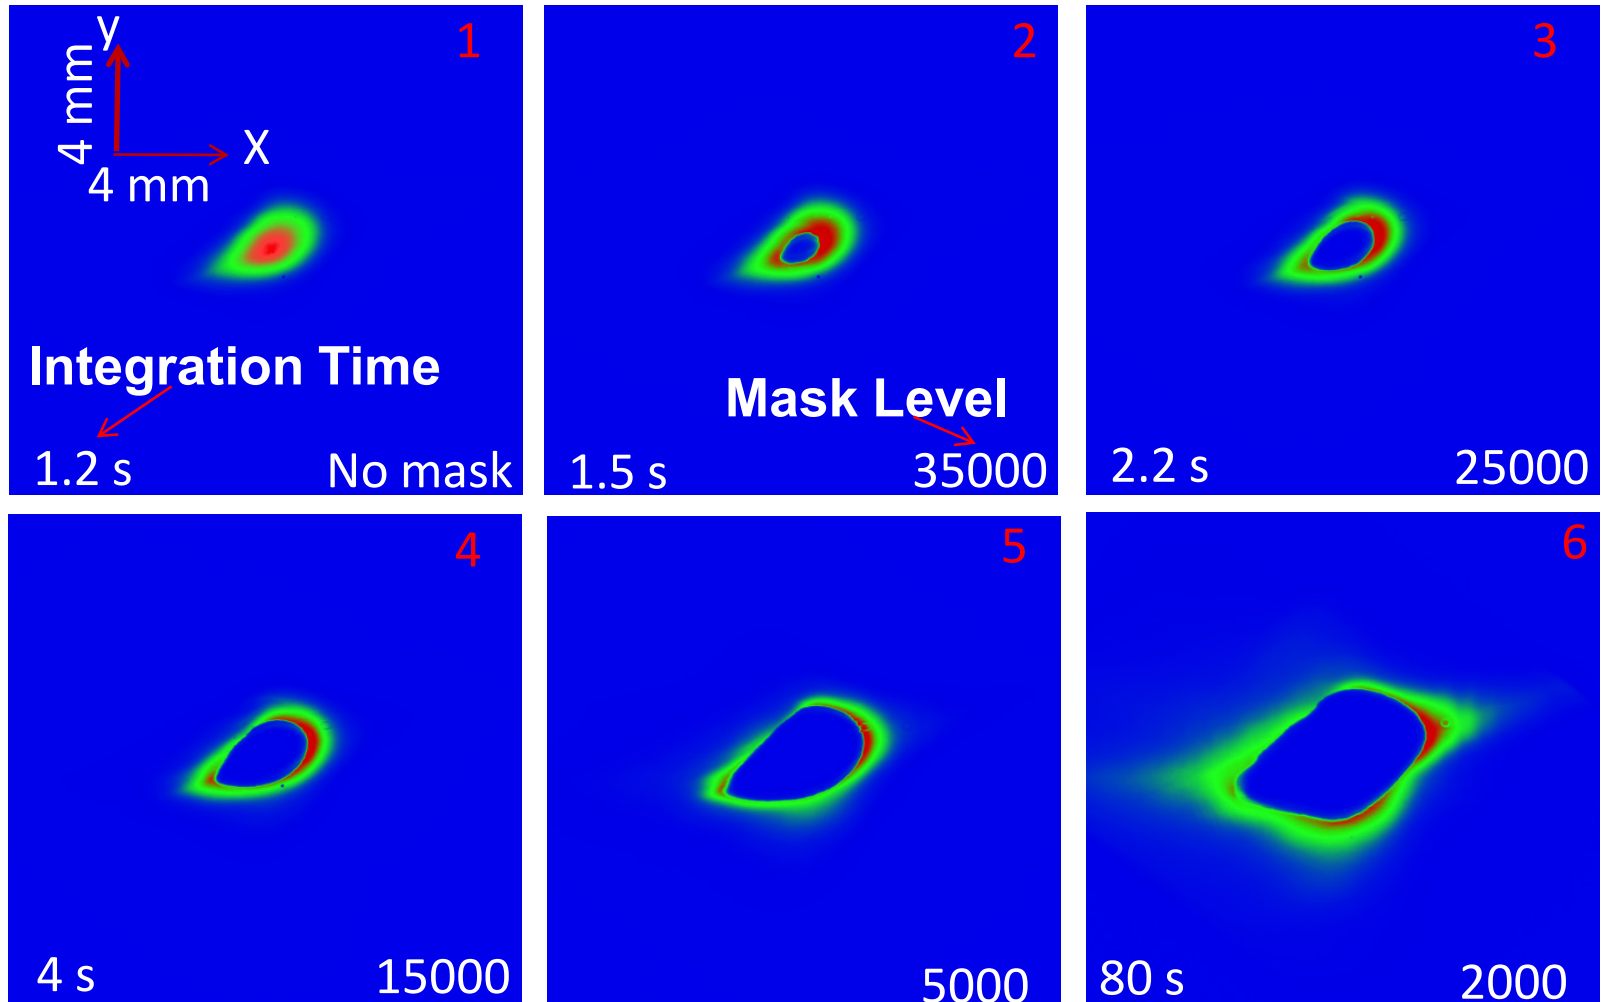 y
1
4 mm
X
4 mm
Integration Time
1.2 s
No mask
2
Mask Level
1.5 s
35000
3
2.2 s
25000
4
4 s
15000
5
5000
6
80 s
2000